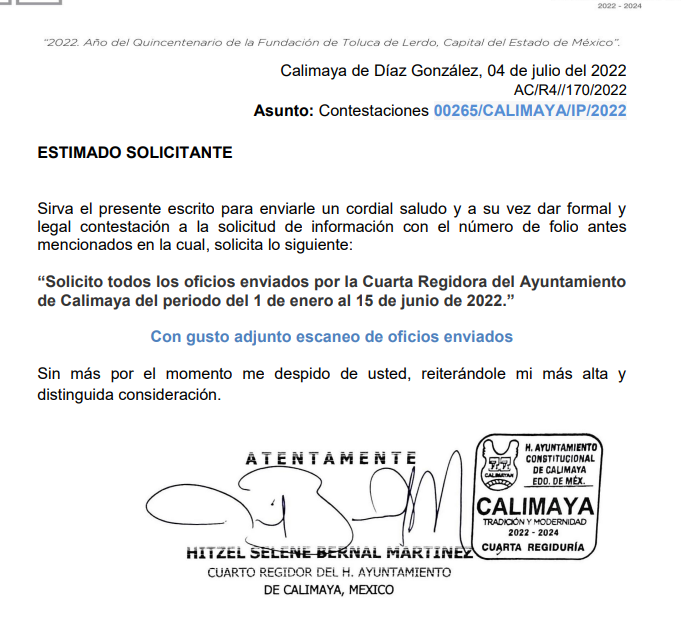 2022 - 2024
“2022. Año del Quincentenario de la Fundación de Toluca de Lerdo, Capital del Estado de México”.
Calimaya de Díaz González, 04 de julio del 2022
AC/R4//170/2022
Asunto: Contestaciones 00265/CALIMAYA/IP/2022
ESTIMADO SOLICITANTE
Sirva el presente escrito para enviarle un cordial saludo y a su vez dar formal y
legal contestación a la solicitud de información con el número de folio antes
mencionados en la cual, solicita lo siguiente:
“Solicito todos los oficios enviados por la Cuarta Regidora del Ayuntamiento
de Calimaya del periodo del 1 de enero al 15 de junio de 2022.”
Con gusto adjunto escaneo de oficios enviados
Sin más por el momento me despido de usted, reiterándole mi más alta y
distinguida consideración.
ATENTAMENTE
HITZEL SELENE BERNAL MARTINEZ
CUARTO REGIDOR DEL H. AYUNTAMIENTO
DE CALIMAYA, MEXICO
H. AYUNTAMIENTO
CONSTITUCIONAL
DE CALIMAYA
EDO. DE MÉX.
CALIMAYA
CALIMAYA
TRADICIÓN Y MODERNIDAD
2022 - 2024
CUARTA REGIDURÍA